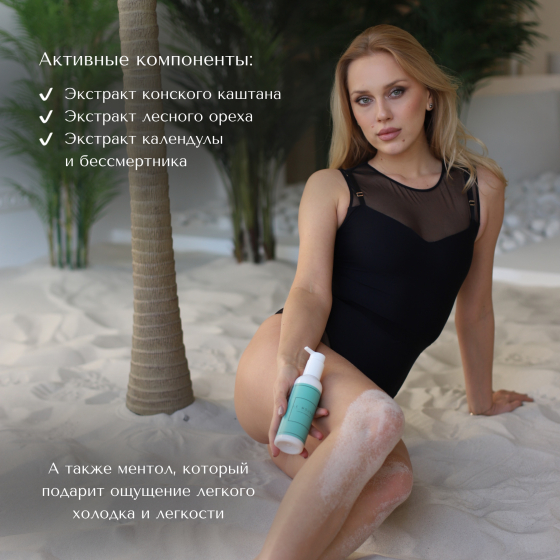 Активные компоненты:
✔ Экстракт конского каштана
✔ Экстракт лесного ореха
✔ Экстракт календулы
и бессмертника
А также ментол, который
подарит ощущение легкого
холодка и легкости